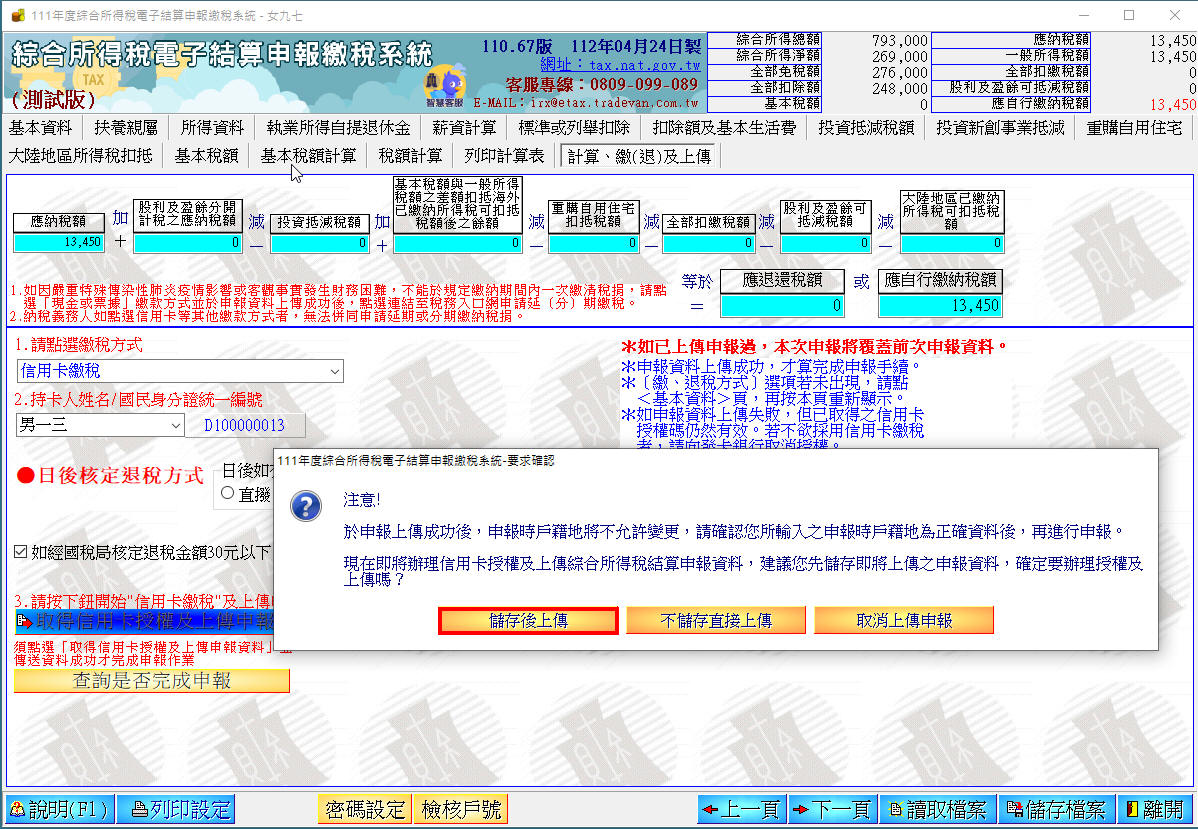 111年度綜合所得稅電子結算申報繳稅系統 - 女九七
綜合所得稅電子結算申報繳稅系統
(測試版)
TAX
110.67版 112年04月24日製
網址：tax.nat.gov.tw
客服專線：0809-099-089
E-MAIL：irx@etax.tradevan.com.tw
智慧客服
綜合所得總額 793,000 應納稅額 13,450
綜合所得淨額 269,000 一般所得稅額 13,450
全部免稅額 276,000 全部扣繳稅額 0
全部扣除額 248,000 股利及盈餘可抵減稅額 0
基本稅額 0 應自行繳納稅額 13,450
基本資料 扶養親屬 所得資料 執業所得自提退休金 薪資計算 標準或列舉扣除 扣除額及基本生活費 投資抵減稅額 投資新創事業抵減 重購自用住宅
大陸地區所得稅扣抵 基本稅額 基本稅額計算 稅額計算 列印計算表 計算、繳(退)及上傳
應納稅額
13,450
加
＋
股利及盈餘分開
計稅之應納稅額
0
減
－
投資抵減稅額
0
加
＋
基本稅額與一般所得
稅額之差額扣抵海外
已繳納所得稅可扣抵
稅額後之餘額
0
減
－
重購自用住宅
扣抵稅額
0
減
－
全部扣繳稅額
0
減
－
股利及盈餘可
抵減稅額
0
減
－
大陸地區已繳納
所得稅可扣抵稅
額
0
等於
＝
應退還稅額
0
或
應自行繳納稅額
13,450
1.如因嚴重特殊傳染性肺炎疫情影響或客觀事實發生財務困難，不能於規定繳納期間內一次繳清稅捐，請點
選「現金或票據」繳款方式並於申報資料上傳成功後，點選連結至稅務入口網申請延（分）期繳稅。
2.納稅義務人如點選信用卡等其他繳款方式者，無法併同申請延期或分期繳納稅捐。
1.請點選繳稅方式
信用卡繳稅
2.持卡人姓名/國民身分證統一編號
男一三 D100000013
＊如已上傳申報過，本次申報將覆蓋前次申報資料。
＊申報資料上傳成功，才算完成申報手續。
＊〔繳、退稅方式〕選項若未出現，請點
＜基本資料＞頁，再按本頁重新顯示。
＊如申報資料上傳失敗，但已取得之信用卡
授權碼仍然有效。若不欲採用信用卡繳稅
者，請向發卡銀行取消授權。
●日後核定退稅方式
日後如有
直撥
如經國稅局核定退稅金額30元以下
3.請按下鈕開始"信用卡繳稅"及上傳
取得信用卡授權及上傳申報
須點選「取得信用卡授權及上傳申報資料」並
傳送資料成功才完成申報作業
查詢是否完成申報
111年度綜合所得稅電子結算申報繳稅系統-要求確認
注意!
於申報上傳成功後，申報時戶籍地將不允許變更，請確認您所輸入之申報時戶籍地為正確資料後，再進行申報。
現在即將辦理信用卡授權及上傳綜合所得稅結算申報資料，建議您先儲存即將上傳之申報資料，確定要辦理授權及
上傳嗎？
儲存後上傳 不儲存直接上傳 取消上傳申報
說明(F1) 列印設定 密碼設定 檢核戶號 上一頁 下一頁 讀取檔案 儲存檔案 離開